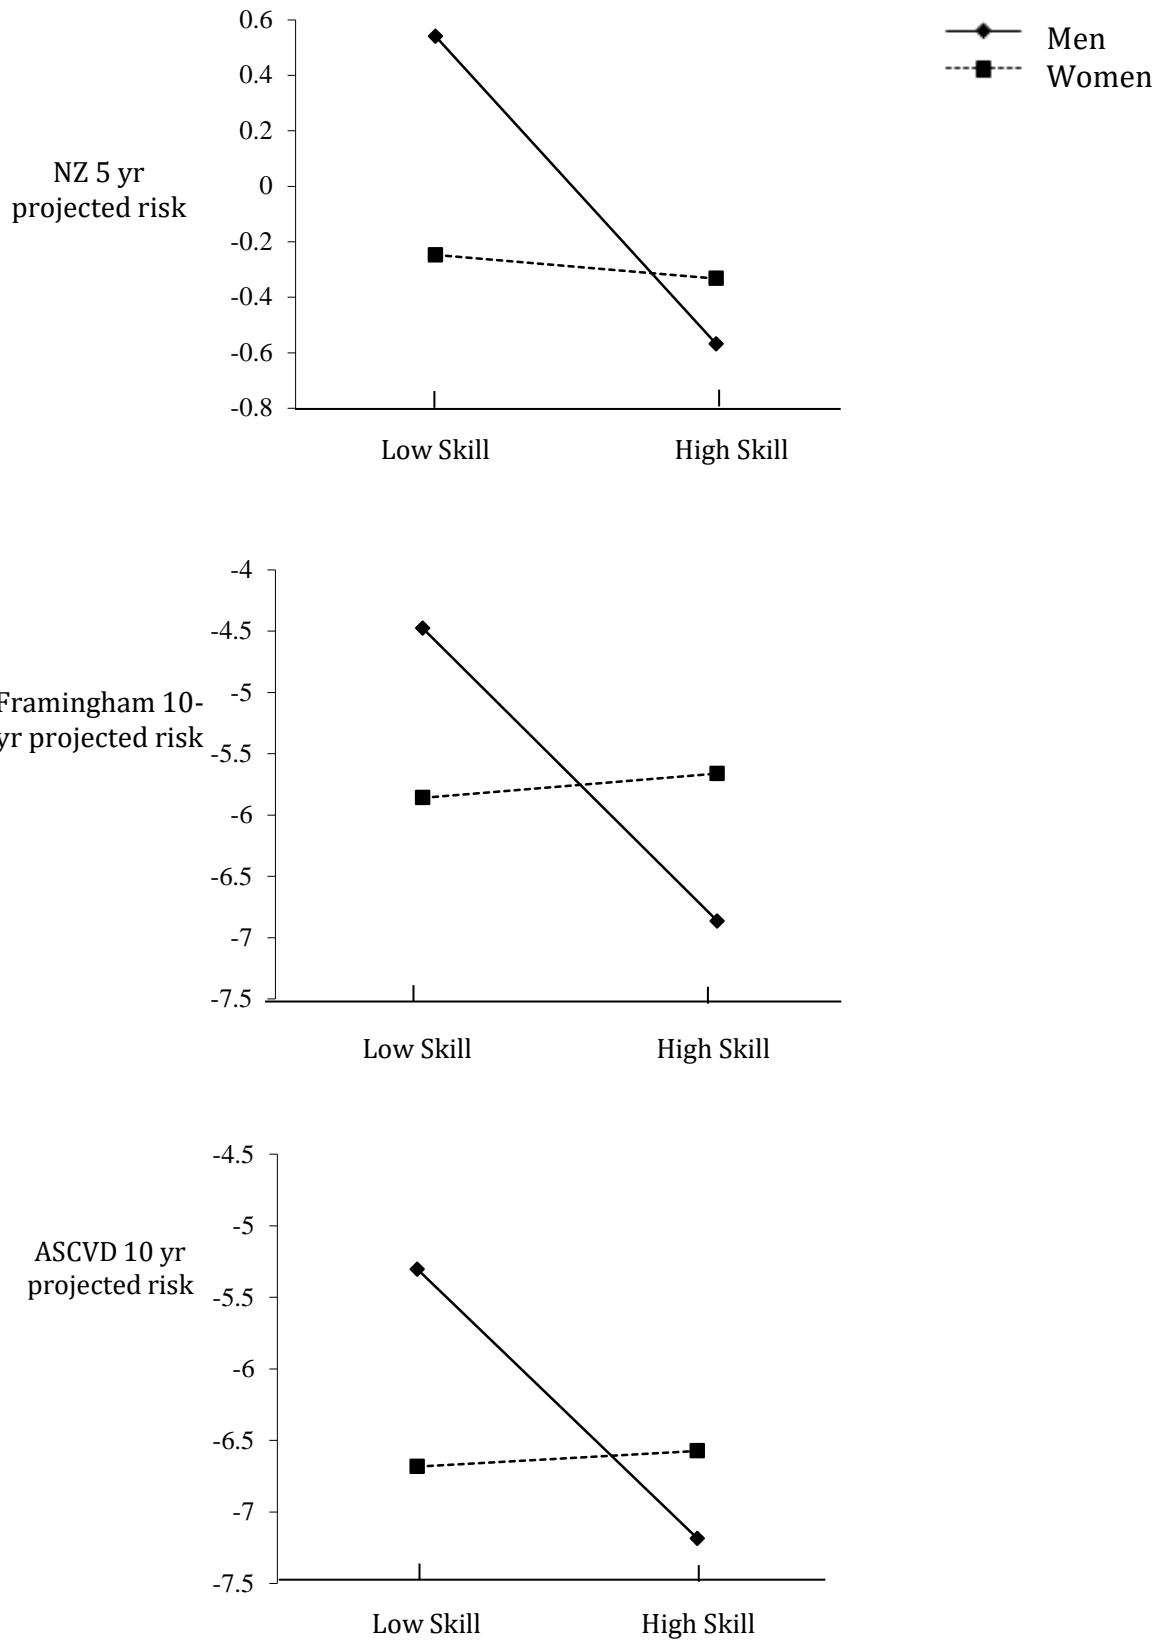 Men
Women
NZ 5 yr
projected risk
0.6
0.4
0.2
0
-0.2
-0.4
-0.6
-0.8
Low Skill High Skill
Framingham 10-
yr projected risk
-4
-4.5
-5
-5.5
-6
-6.5
-7
-7.5
Low Skill High Skill
ASCVD 10 yr
projected risk
-4.5
-5
-5.5
-6
-6.5
-7
-7.5
Low Skill High Skill